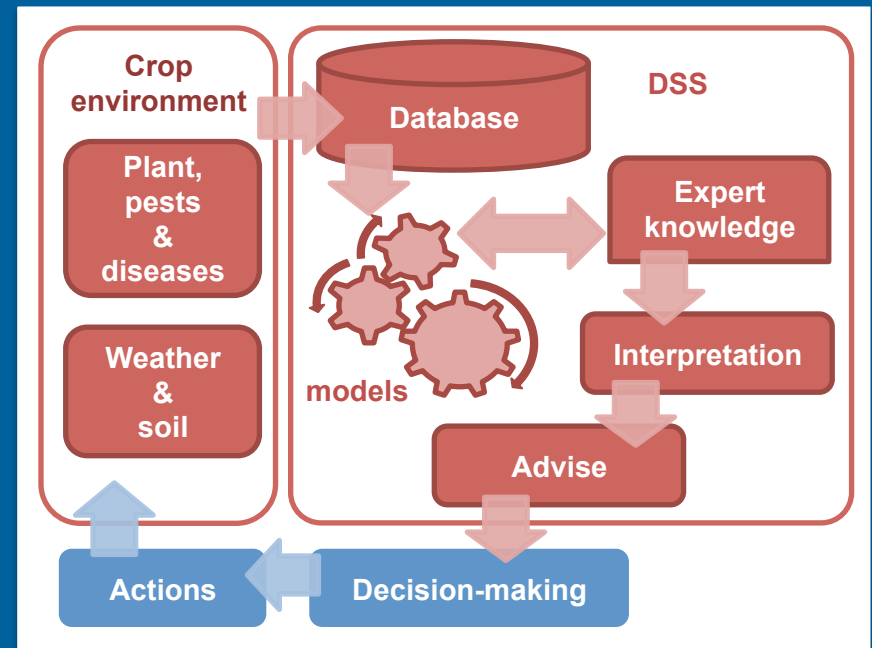 Crop
environment
Plant,
pests
&
diseases
Weather
&
soil
DSS
Database
Expert
knowledge
models
Interpretation
Advise
Decision-making
Actions